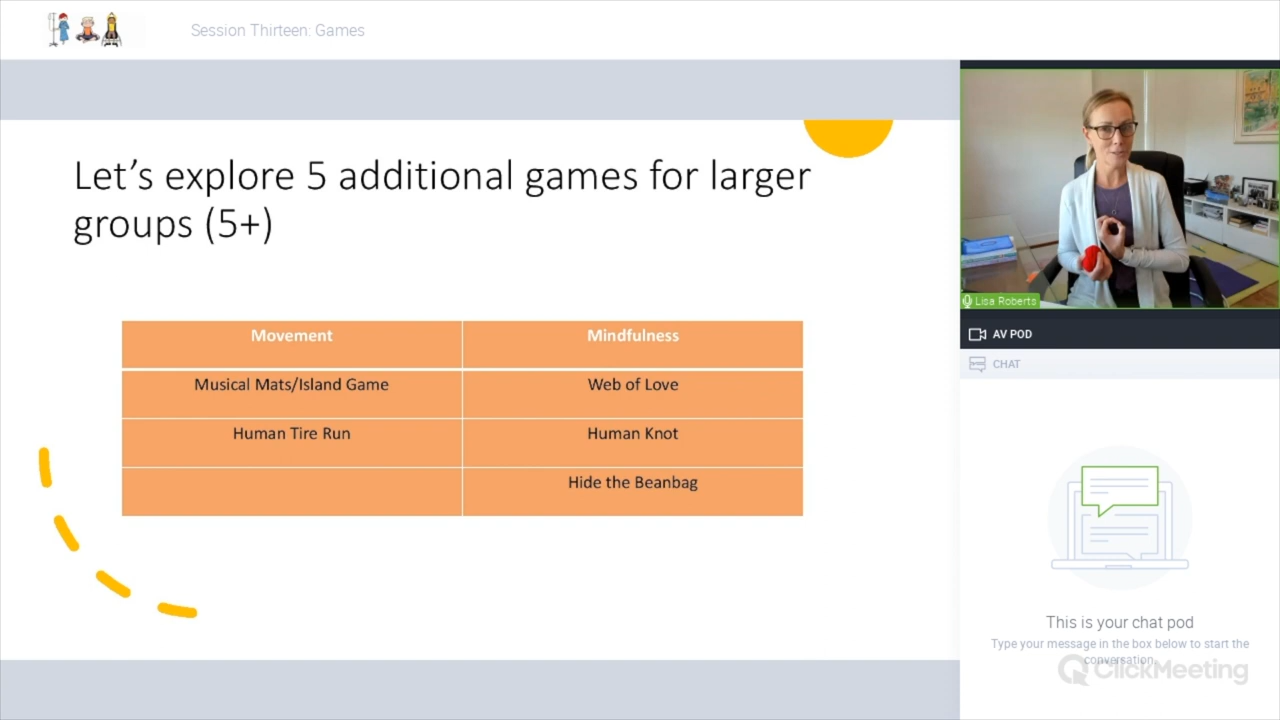 Session Thirteen: Games
Let's explore 5 additional games for larger
groups (5+)
Movement
Mindfulness
Musical Mats/Island Game
Web of Love
Human Tire Run
Human Knot
Hide the Beanbag
Lisa Roberts
AV POD
CHAT
This is your chat pod
Type your message in the box below to start the
conversation.
ClickMeeting